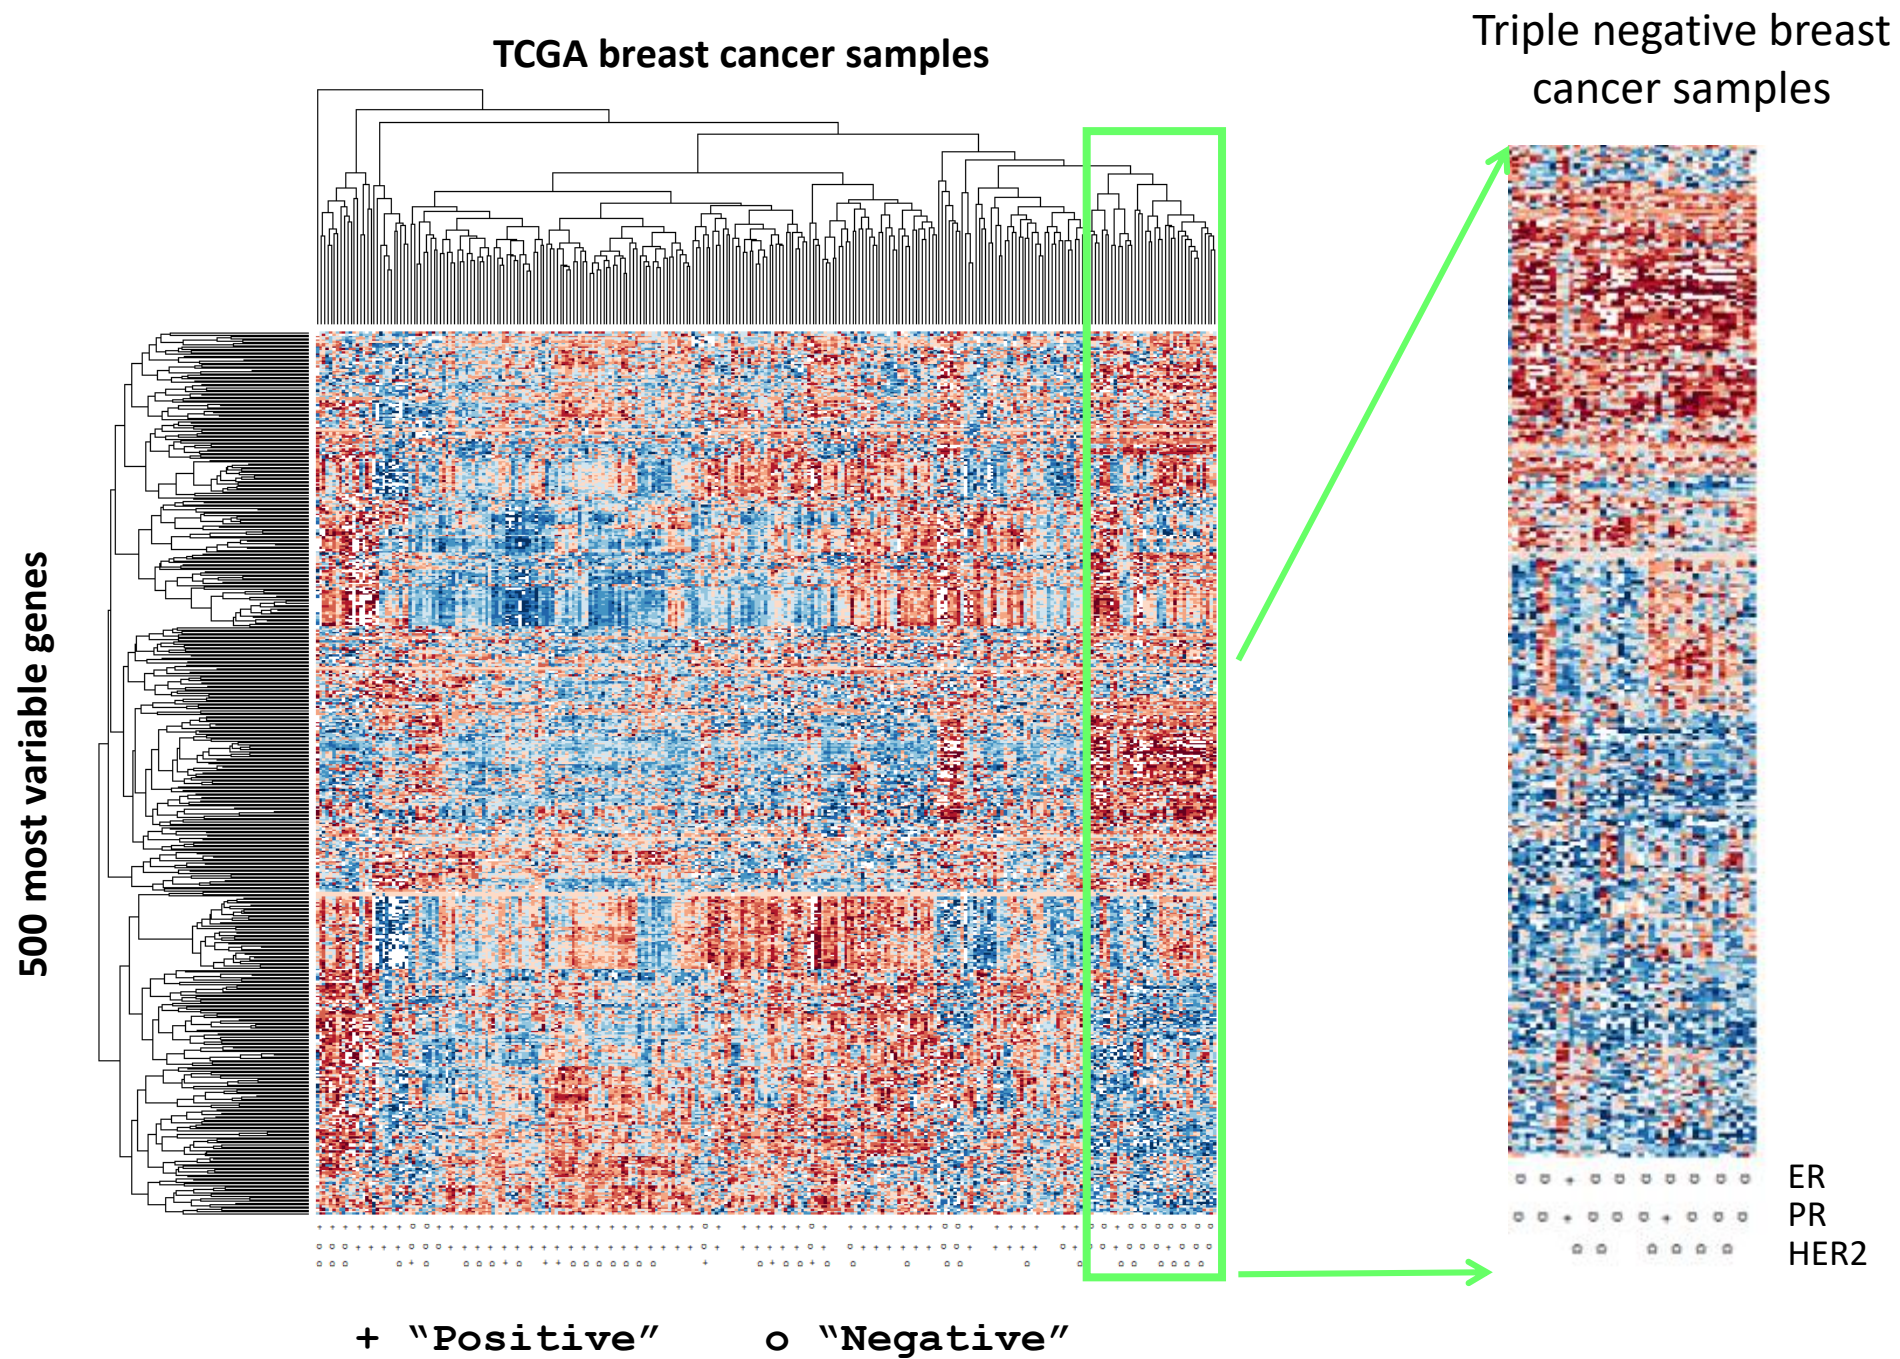 TCGA breast cancer samples
Triple negative breast
cancer samples
500 most variable genes
ER
PR
HER2
+ “Positive” o “Negative”